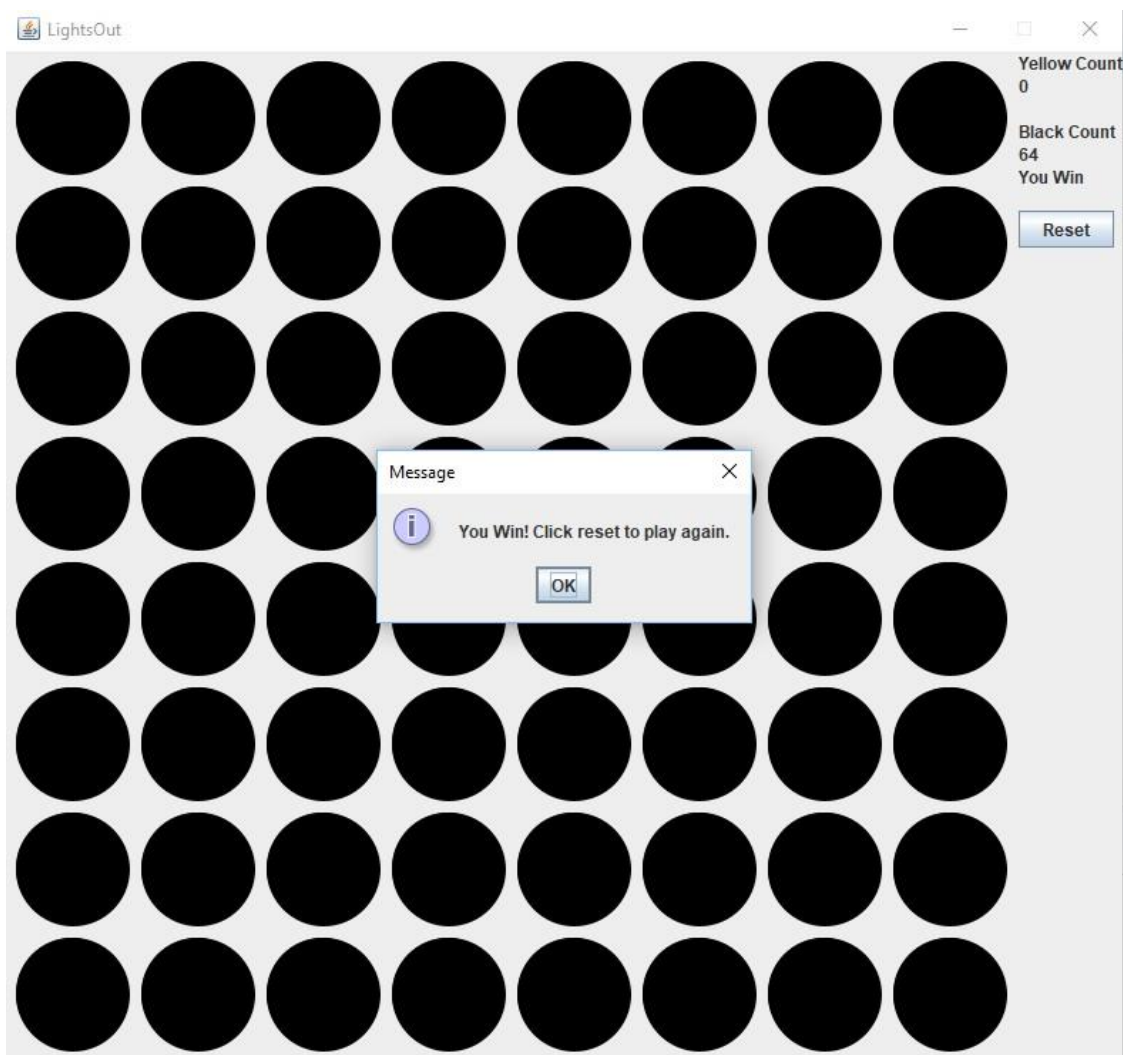 LightsOut
Yellow Count
0
Black Count
64
You Win
Reset
Message
i
You Win! Click reset to play again.
OK